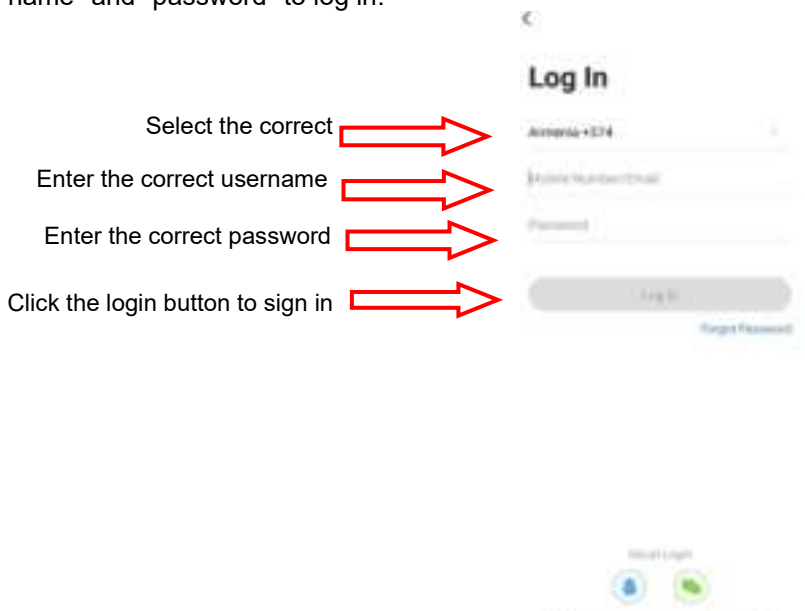 name" and "password" to log in.
Log In
Select the correct
Armenia +374
Enter the correct username
Mobile Number/Email
Enter the correct password
Password
Click the login button to sign in
Log In
Forgot Password